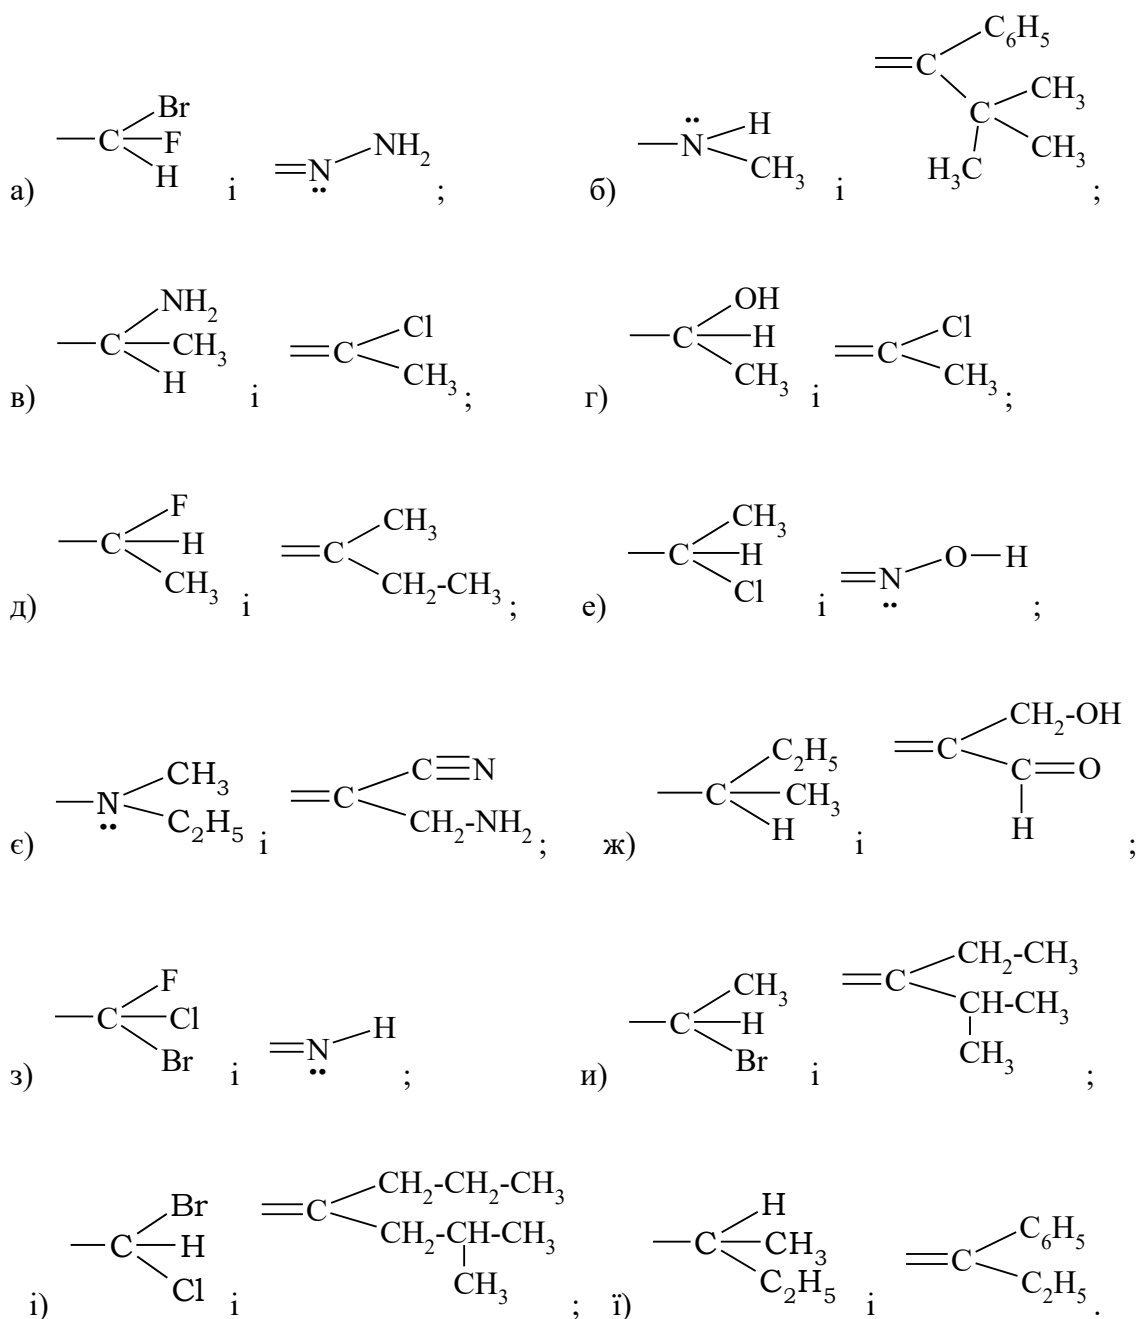 а) —C(Br)(F)(H) і =N̤—NH₂ ; б) —N̈(H)(CH₃) і =C(C₆H₅)–C(CH₃)(CH₃)(H₃C) ;
в) —C(NH₂)(CH₃)(H) і =C(Cl)(CH₃) ; г) —C(OH)(H)(CH₃) і =C(Cl)(CH₃) ;
д) —C(F)(H)(CH₃) і =C(CH₃)(CH₂-CH₃) ; е) —C(CH₃)(H)(Cl) і =N̤—O—H ;
є) —N̤(CH₃)(C₂H₅) і =C(C≡N)(CH₂-NH₂) ; ж) —C(C₂H₅)(CH₃)(H) і =C(CH₂-OH)(C(=O)H) ;
з) —C(F)(Cl)(Br) і =N̤—H ; и) —C(CH₃)(H)(Br) і =C(CH₂-CH₃)(CH(CH₃)-CH₃) ;
і) —C(Br)(H)(Cl) і =C(CH₂-CH₂-CH₃)(CH₂-CH(CH₃)-CH₃) ; ї) —C(H)(CH₃)(C₂H₅) і =C(C₆H₅)(C₂H₅) .